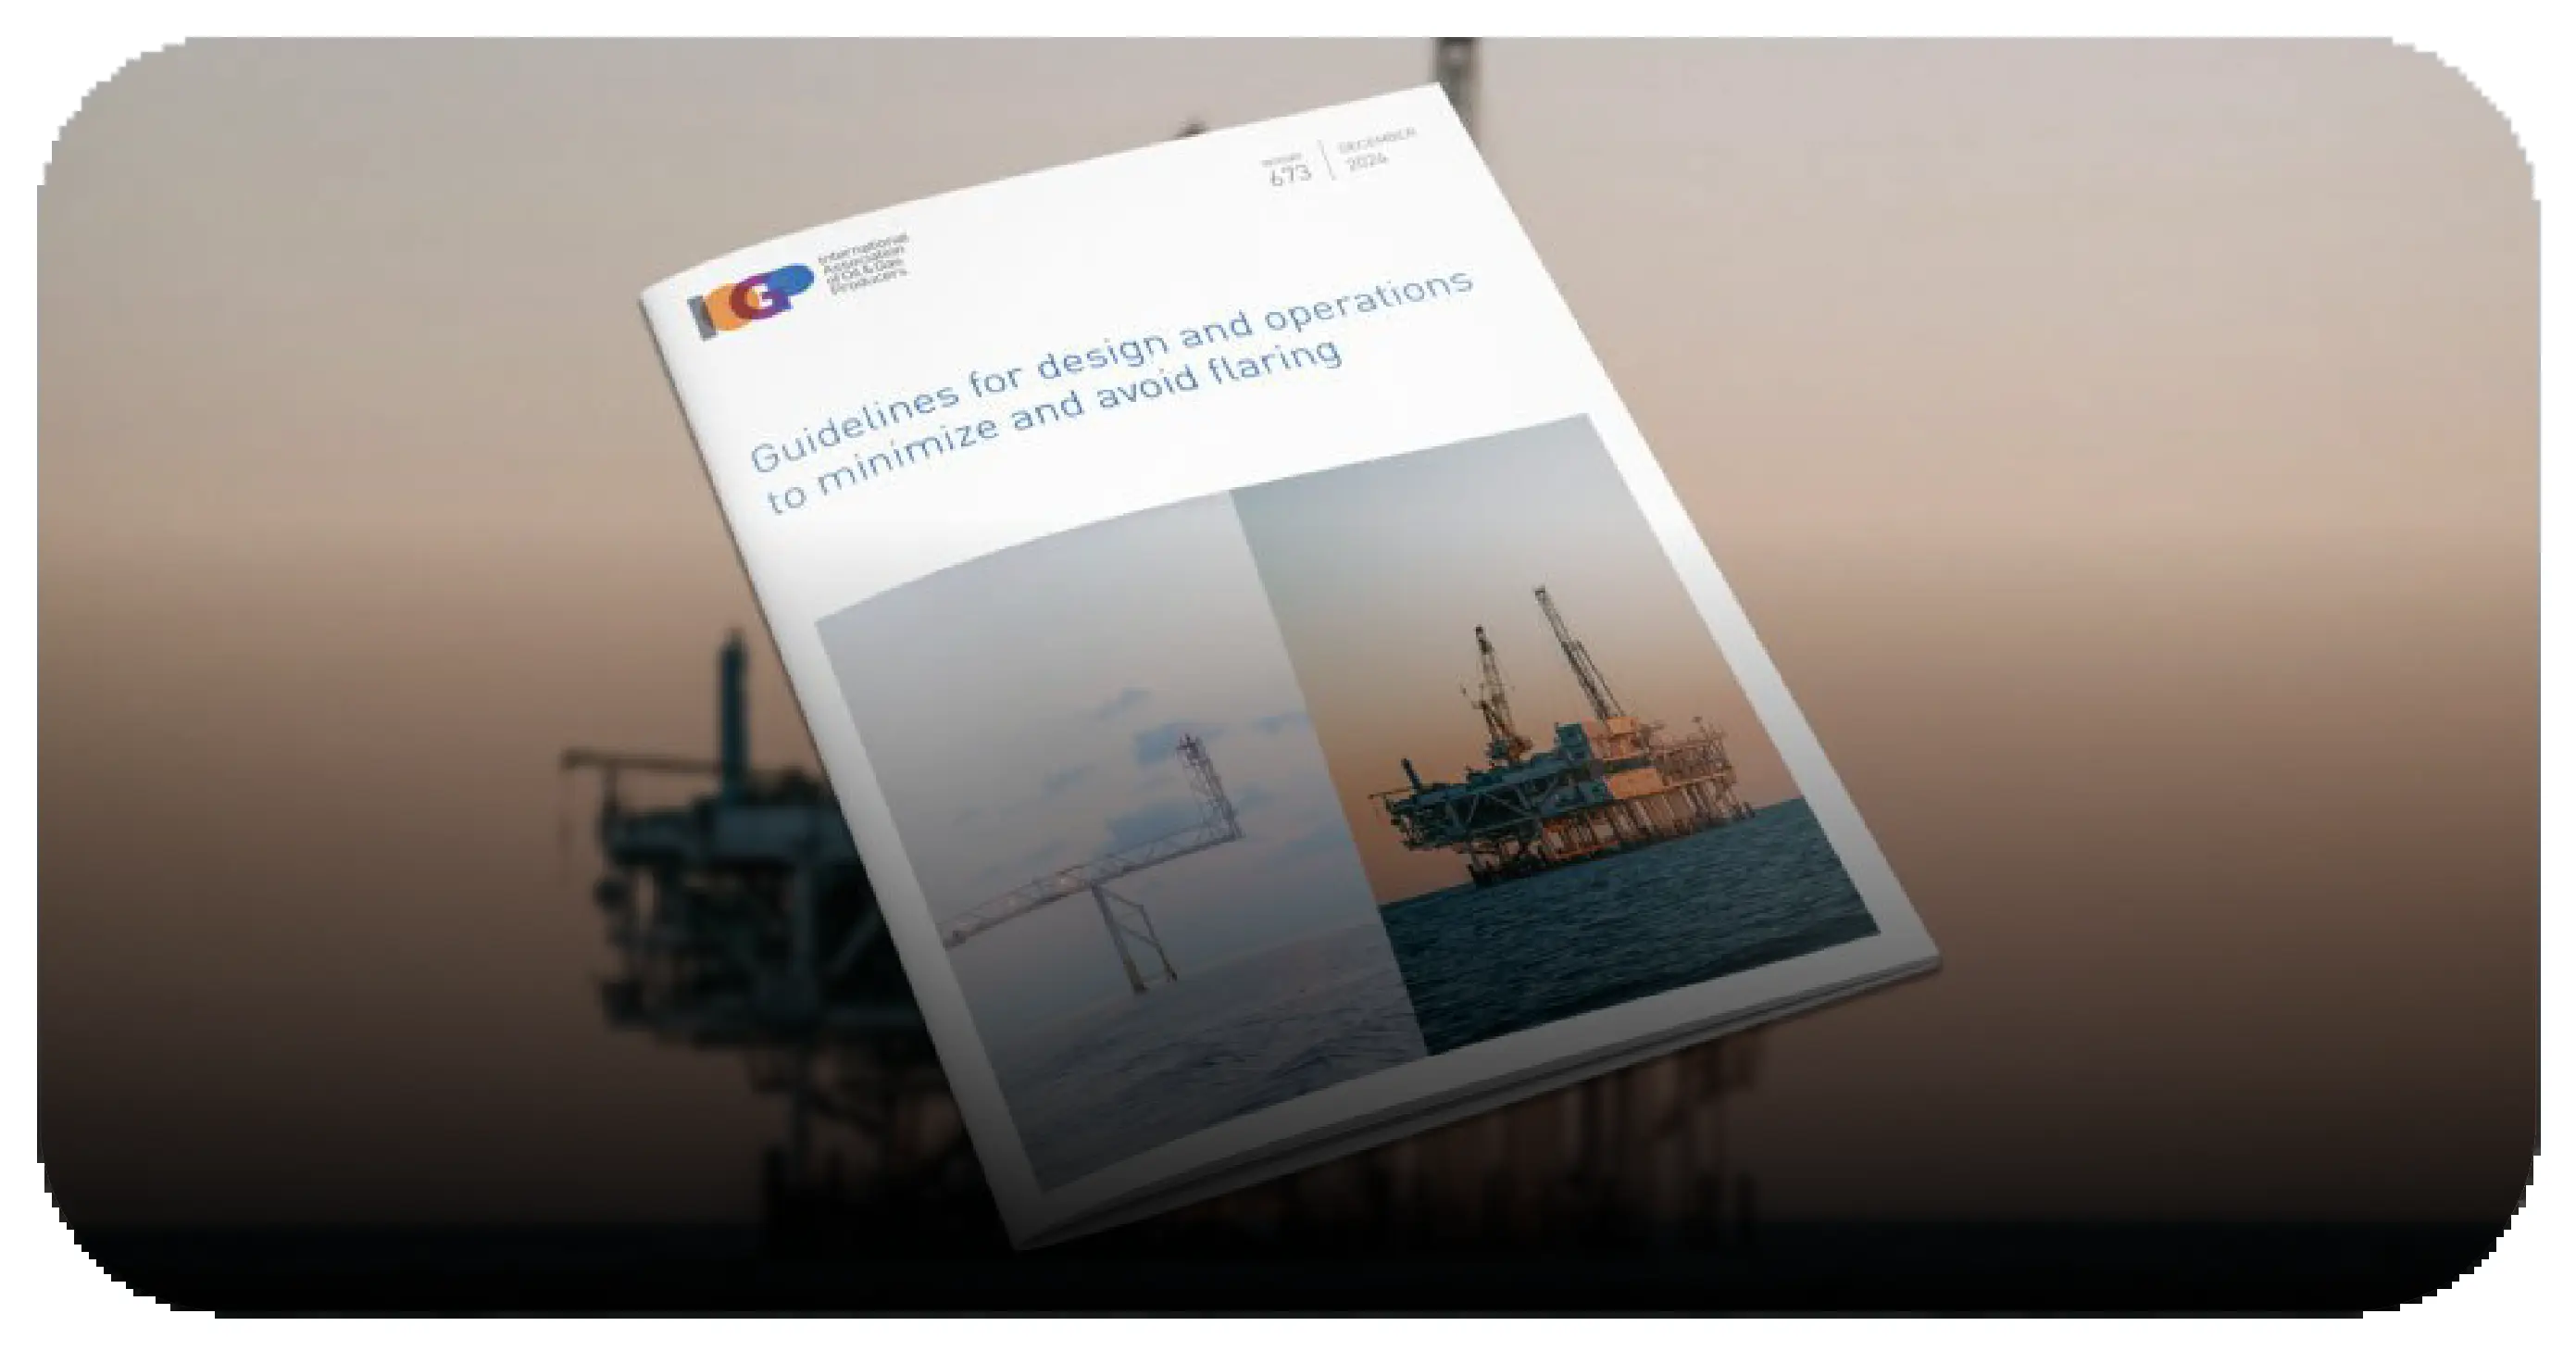 IOGP
International
Association
of Oil & Gas
Producers
REPORT
673
DECEMBER
2024
Guidelines for design and operations
to minimize and avoid flaring